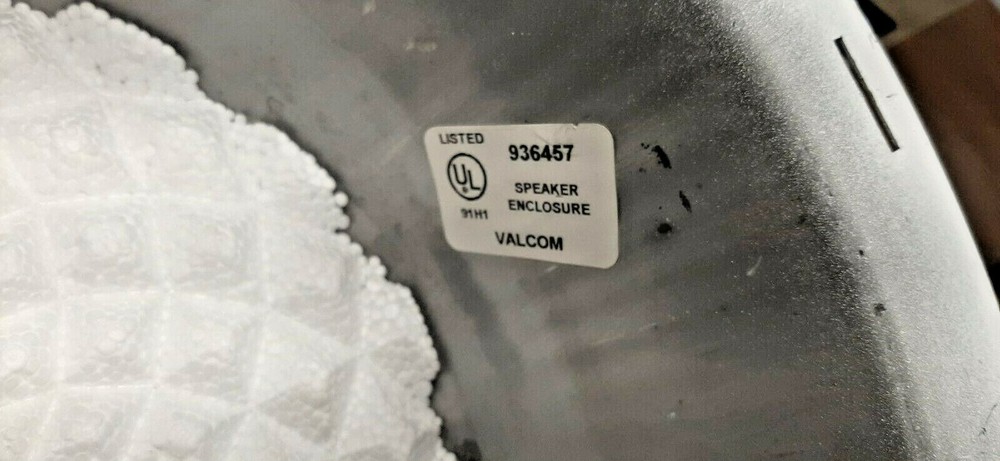 LISTED
936457
UL
SPEAKER
ENCLOSURE
91H1
VALCOM